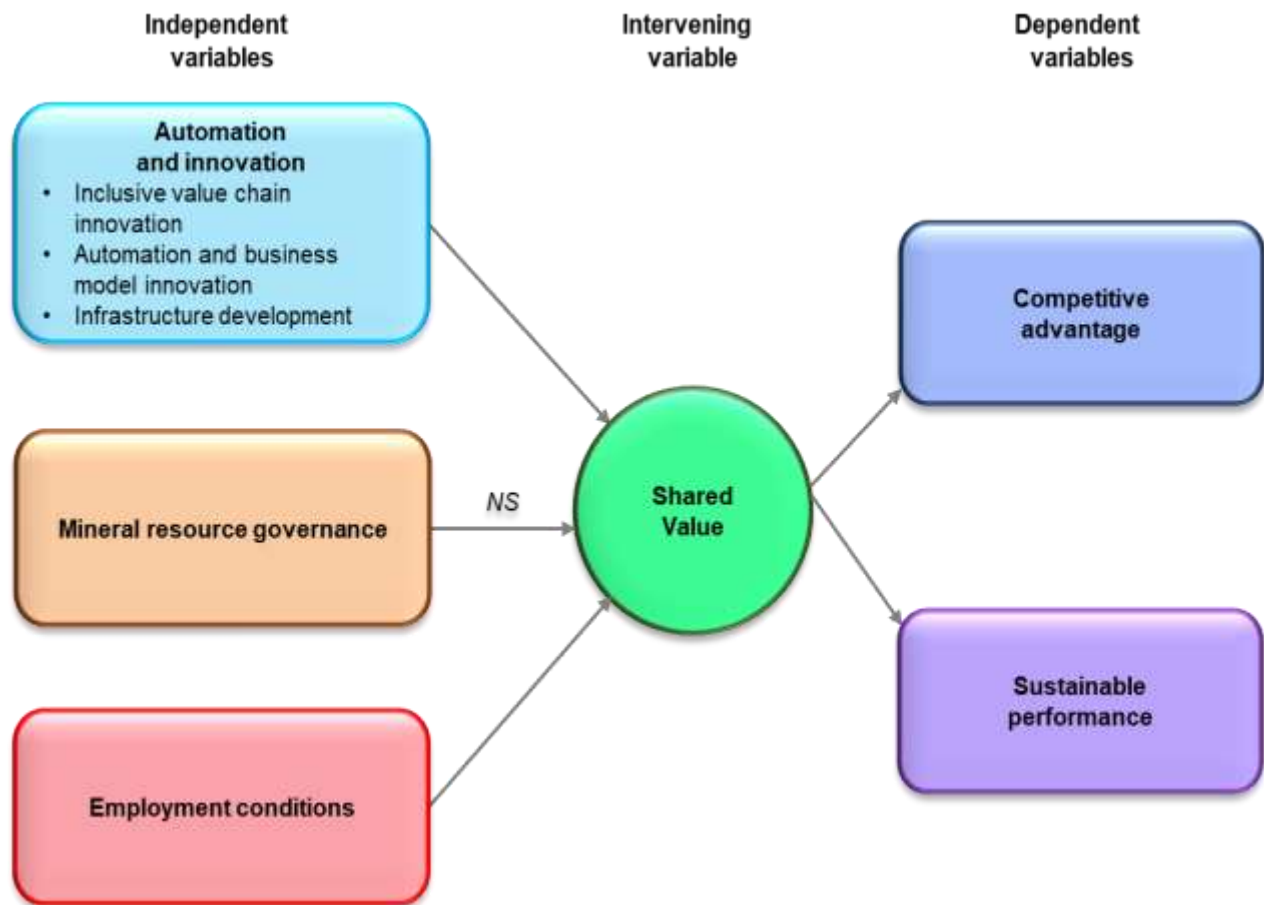 Independent
variables
Intervening
variable
Dependent
variables
Automation
and innovation
• Inclusive value chain
innovation
• Automation and business
model innovation
• Infrastructure development
Mineral resource governance
Employment conditions
NS
Shared
Value
Competitive
advantage
Sustainable
performance